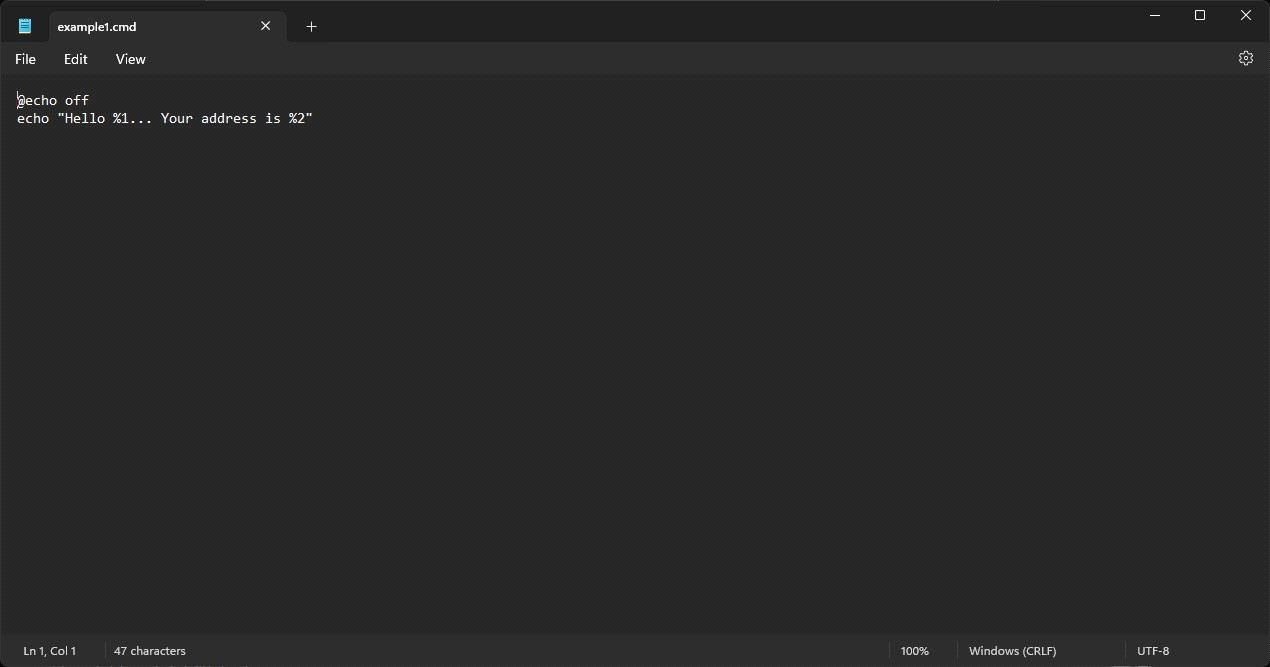 example1.cmd
File Edit View
@echo off
echo "Hello %1... Your address is %2"
Ln 1, Col 1 47 characters 100% Windows (CRLF) UTF-8